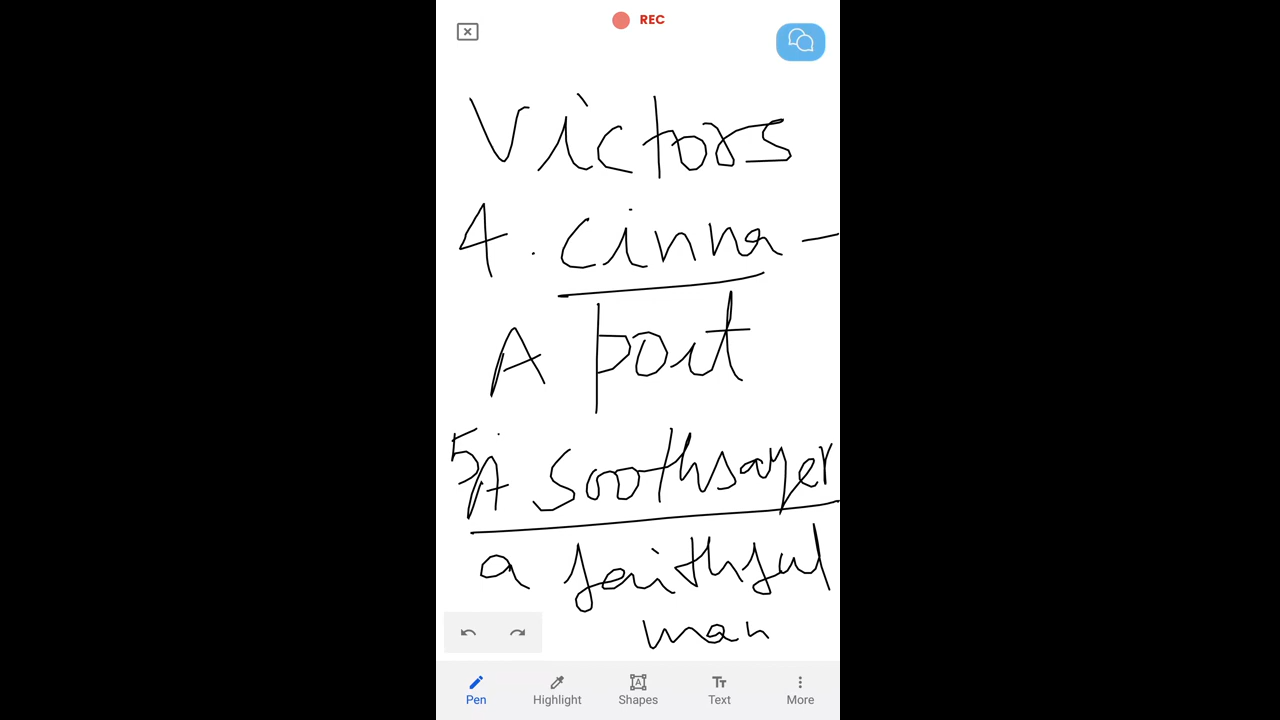 REC
Victors
4. Cinna -
A poet
5. A Soothsayer
a faithful
man
Pen Highlight Shapes Text More